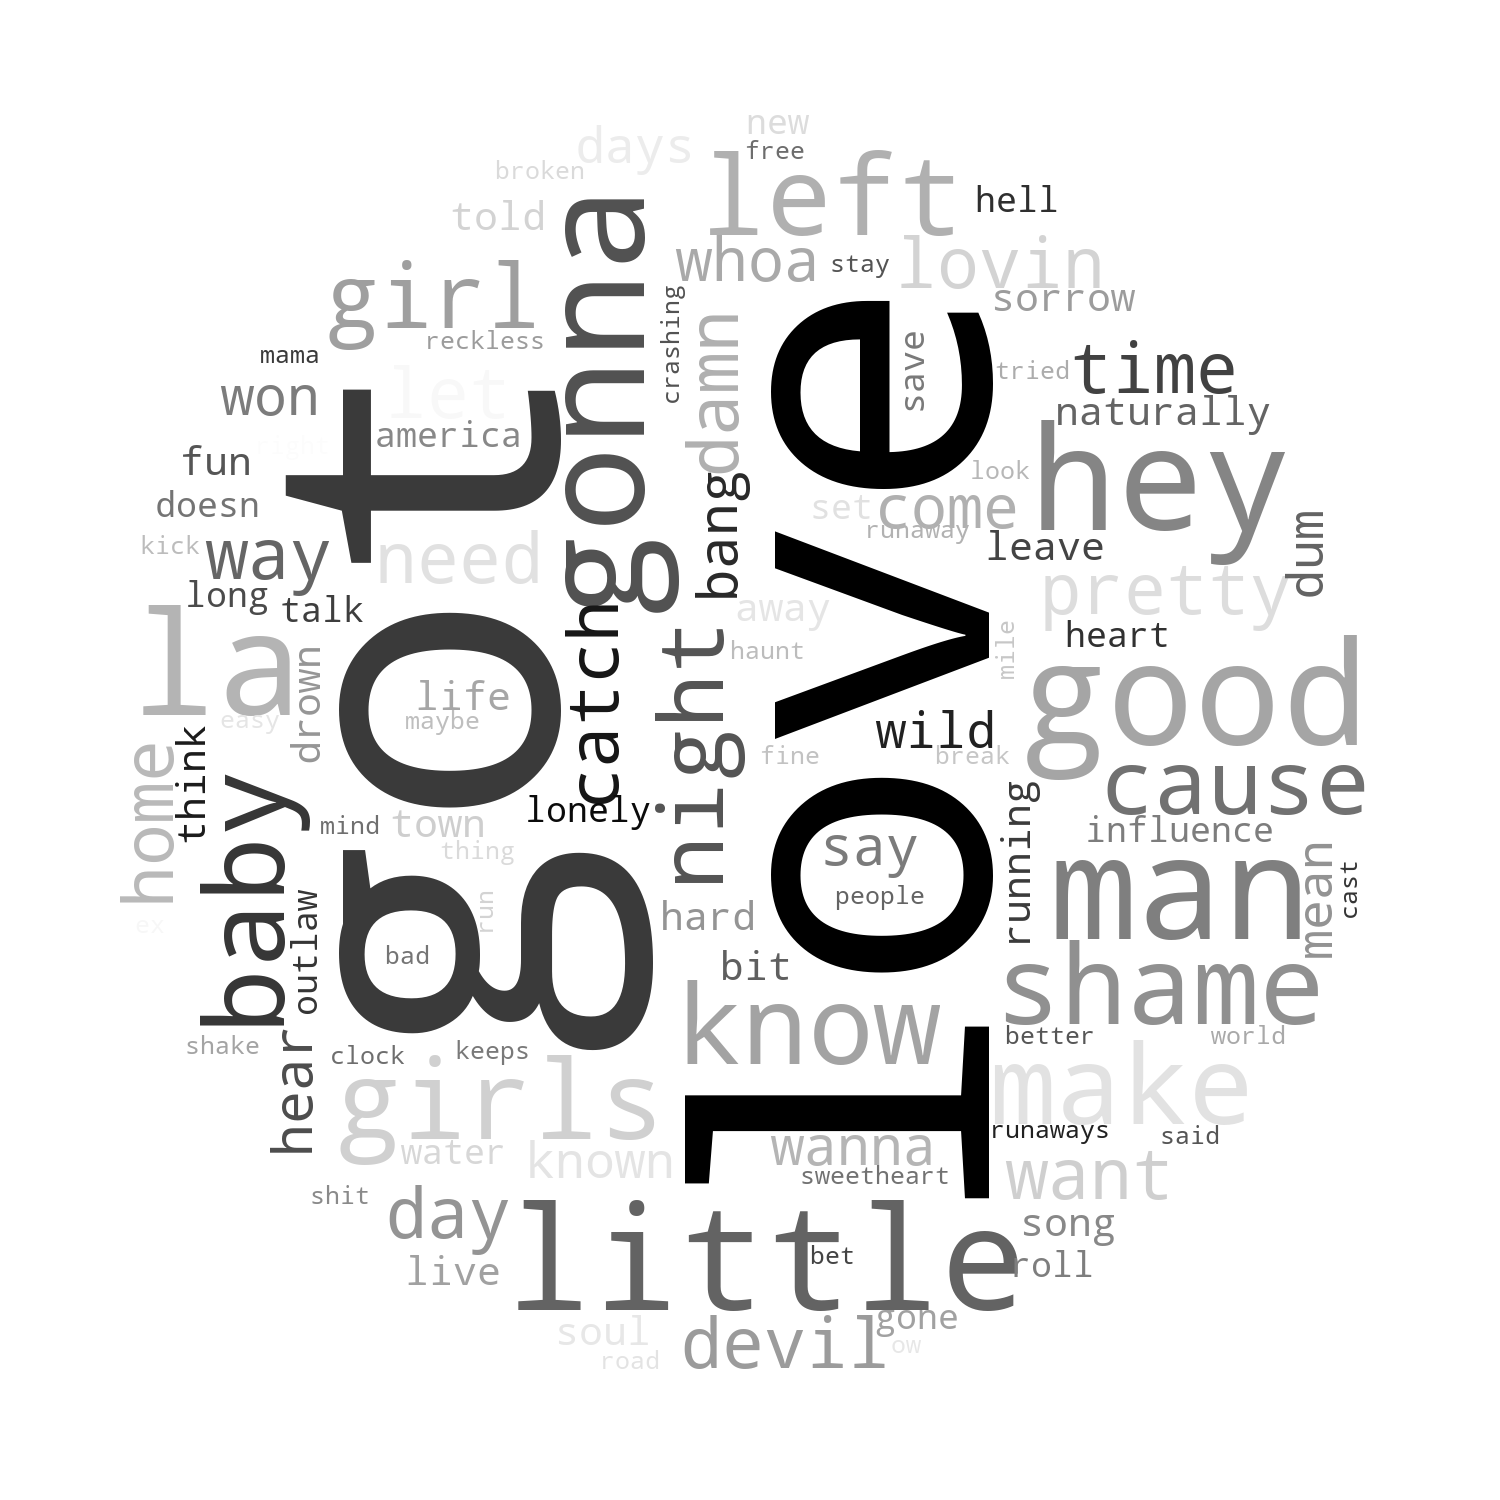 new
days
free
broken
left
hell
told
whoa
stay
lovin
girl
gonna
sorrow
reckless
crashing
damn
save
mama
time
tried
won
let
america
naturally
right
fun
look
hey
doesn
set
come
runaway
kick
way
need
bang
leave
dum
long
talk
catch
away
pretty
la
got
love
haunt
mile
heart
drown
life
maybe
night
good
easy
wild
home
think
fine
break
cause
lonely
baby
mind
town
thing
say
influence
running
man
mean
cast
people
ex
outlaw
run
hard
bad
bit
shame
know
shake
hear
clock
keeps
better
world
girls
make
water
known
wanna
runaways
said
sweetheart
want
shit
day
little
song
live
bet
roll
soul
devil
gone
road
ow